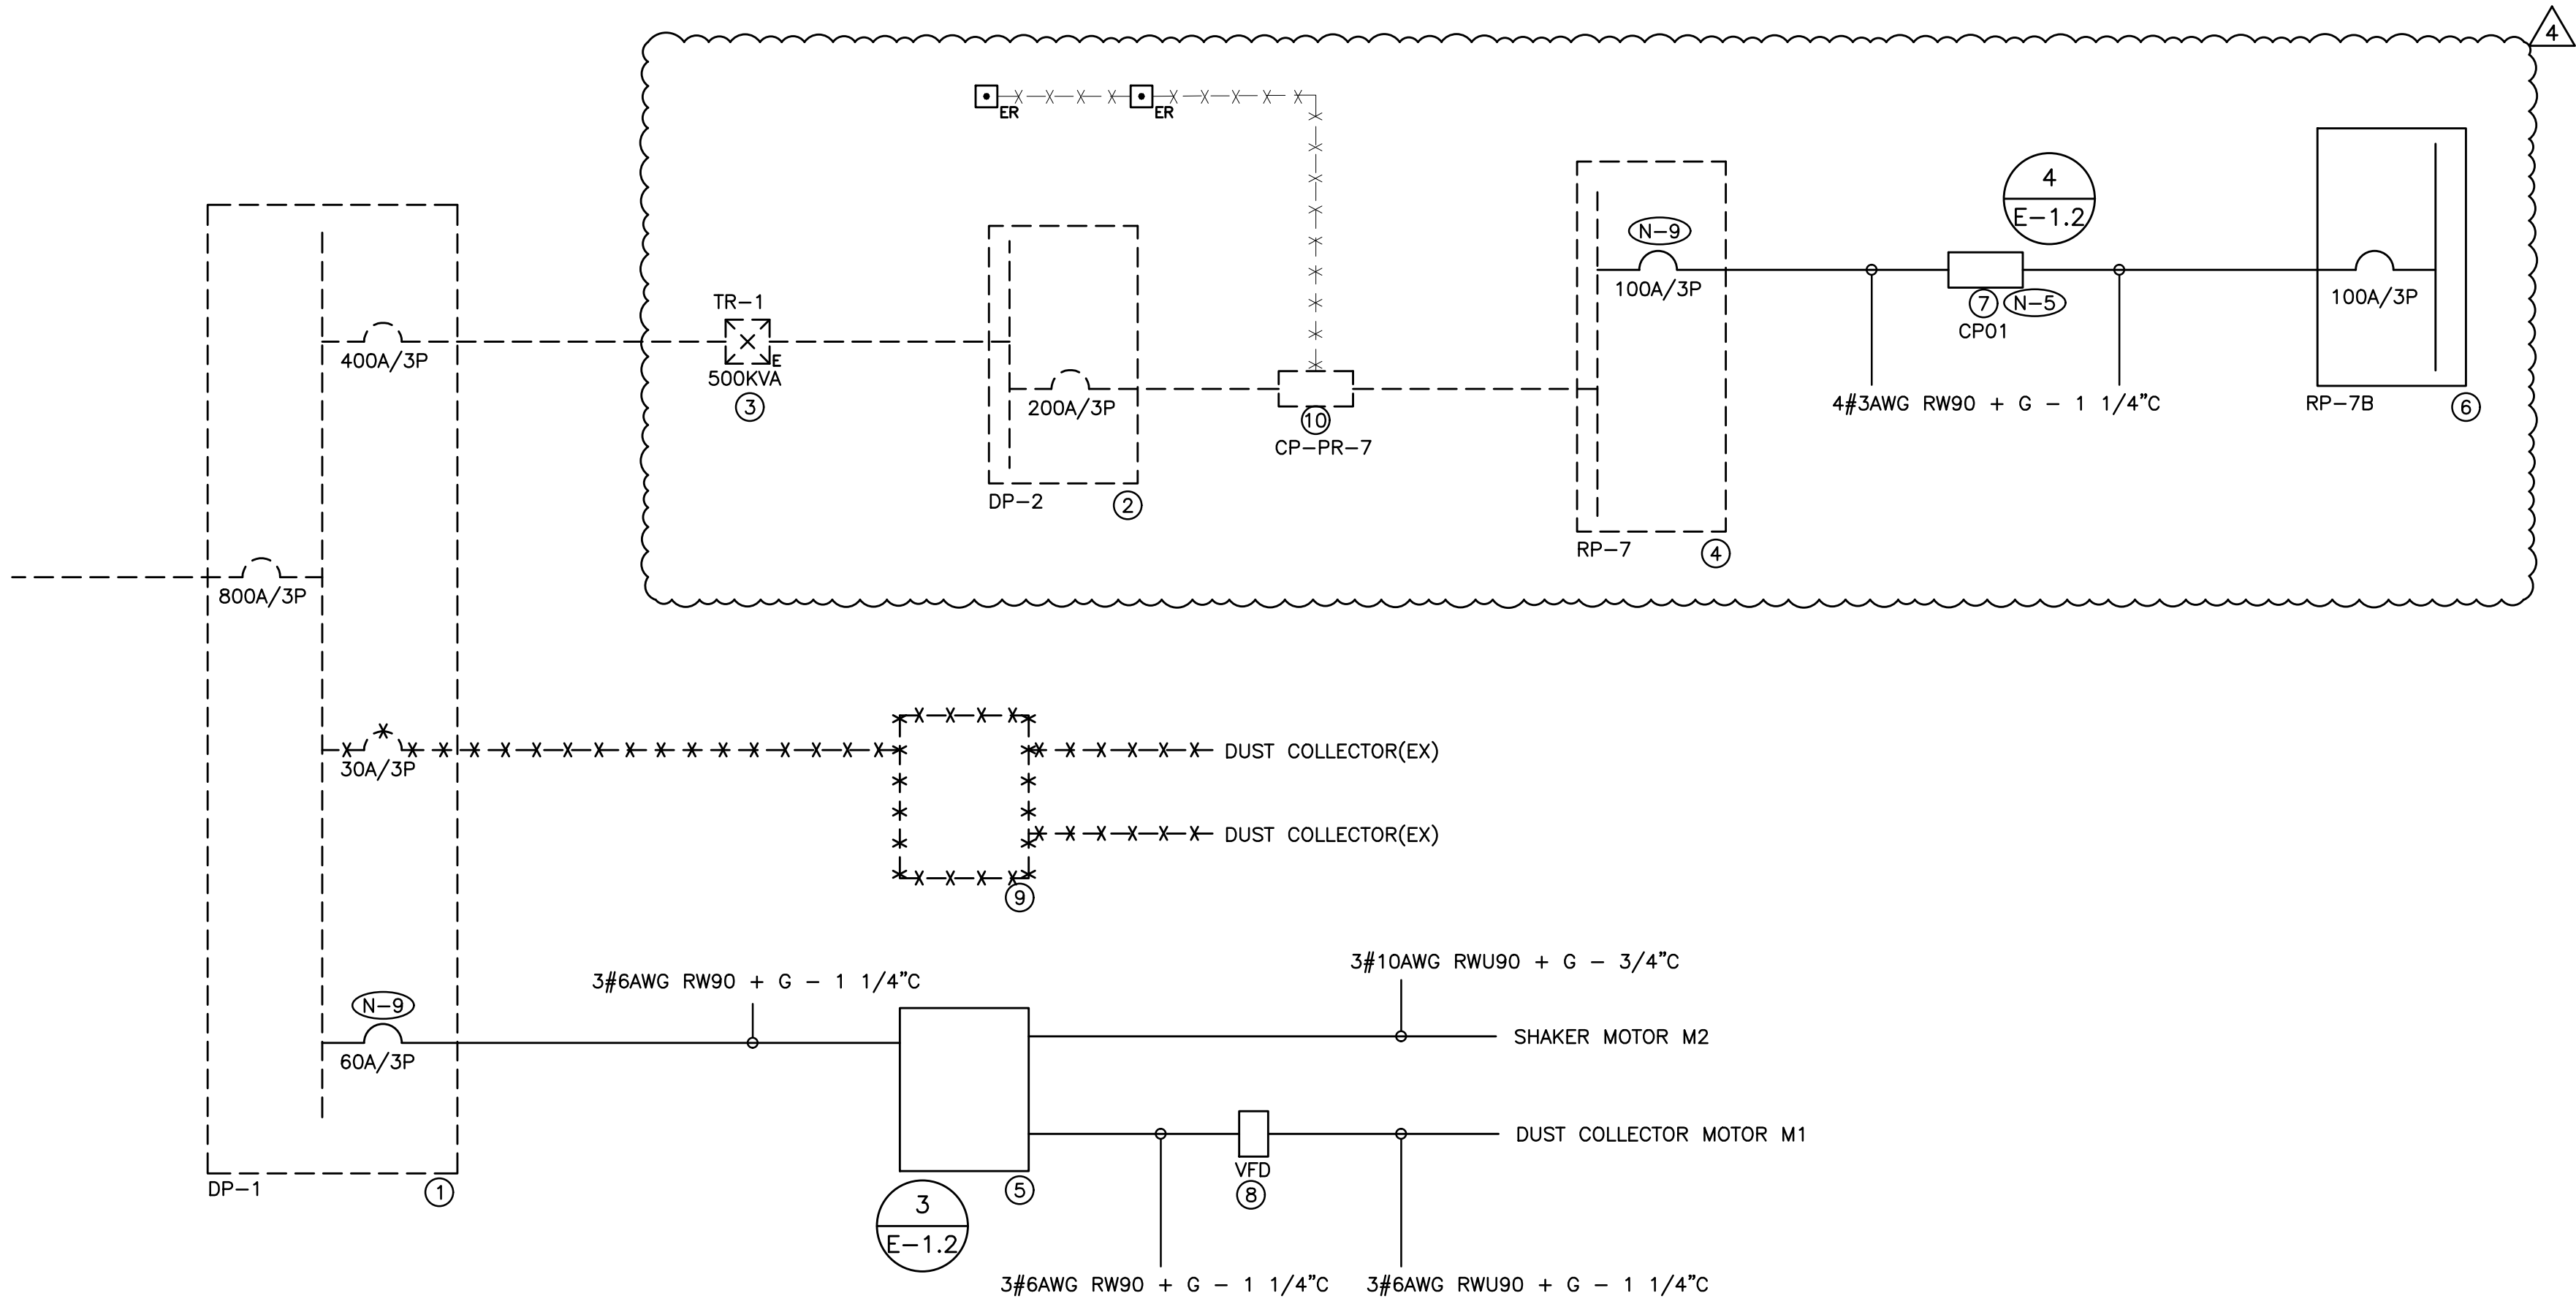 4
ER
ER
4
E-1.2
N-9
100A/3P
7
N-5
CP01
100A/3P
TR-1
E
500KVA
3
400A/3P
200A/3P
10
CP-PR-7
4#3AWG RW90 + G - 1 1/4"C
RP-7B
6
DP-2
2
RP-7
4
800A/3P
30A/3P
DUST COLLECTOR(EX)
DUST COLLECTOR(EX)
9
3#6AWG RW90 + G - 1 1/4"C
3#10AWG RWU90 + G - 3/4"C
N-9
60A/3P
SHAKER MOTOR M2
DUST COLLECTOR MOTOR M1
VFD
8
DP-1
1
5
3
E-1.2
3#6AWG RW90 + G - 1 1/4"C
3#6AWG RWU90 + G - 1 1/4"C